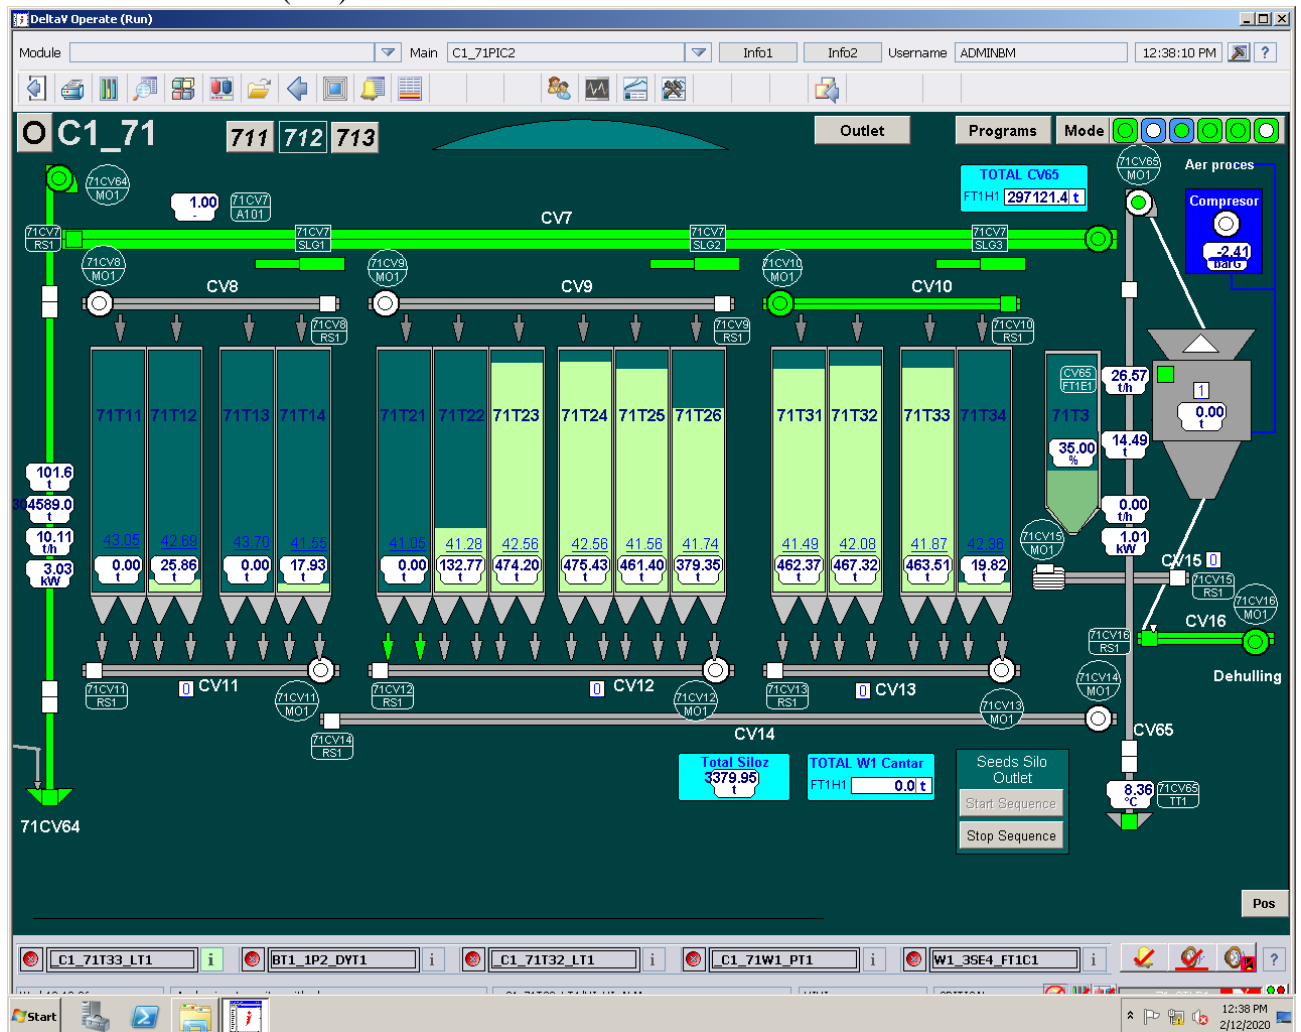 DeltaV Operate (Run)
Module Main C1_71PIC2 Info1 Info2 Username ADMINBM 12:38:10 PM ?
C1_71 711 712 713 Outlet Programs Mode
71CV64 MO1
1.00
-
71CV7 A101
TOTAL CV65
FT1H1 297121.4 t
71CV65 MO1
Aer proces
Compresor
-2.41
barG
CV7
71CV7 RS1
71CV7 SLG1
71CV7 SLG2
71CV7 SLG3
71CV8 MO1
CV8
71CV9 MO1
CV9
71CV10 MO1
CV10
71CV8 RS1
71CV9 RS1
71CV10 RS1
CV65 FT1E1
26.57 t/h
1
0.00 t
71T11 71T12 71T13 71T14 71T21 71T22 71T23 71T24 71T25 71T26 71T31 71T32 71T33 71T34 71T3
35.00 %
14.49 t
101.6 t
304589.0 t
10.11 t/h
3.03 kW
0.00 t/h
1.01 kW
43.05 42.69 43.70 41.55 41.05 41.28 42.56 42.56 41.56 41.74 41.49 42.08 41.87 42.36
0.00 25.86 0.00 17.93 0.00 132.77 474.20 475.43 461.40 379.35 462.37 467.32 463.51 19.82
t t t t t t t t t t t t t t
71CV15 MO1
CV15 0
71CV15 RS1
71CV16 MO1
CV16
71CV16 RS1
Dehulling
71CV11 RS1
0 CV11
71CV11 MO1
71CV12 RS1
0 CV12
71CV12 MO1
71CV13 RS1
0 CV13
71CV13 MO1
71CV14 MO1
71CV14 RS1
CV14
CV65
Total Siloz
3379.95
t
TOTAL W1 Cantar
FT1H1 0.0 t
Seeds Silo
Outlet
Start Sequence
Stop Sequence
8.36
°C
71CV65 TT1
71CV64
Pos
_C1_71T33_LT1 i BT1_1P2_DYT1 i _C1_71T32_LT1 i _C1_71W1_PT1 i W1_3SE4_FT1C1 i ?
Start 12:38 PM
2/12/2020